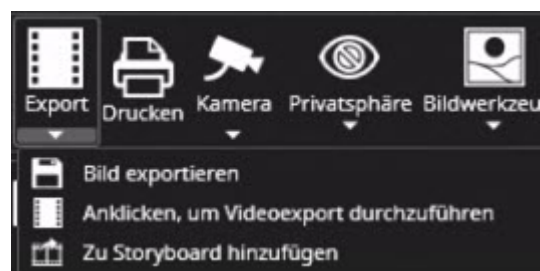 Export Drucken Kamera Privatsphäre Bildwerkzeu
Bild exportieren
Anklicken, um Videoexport durchzuführen
Zu Storyboard hinzufügen